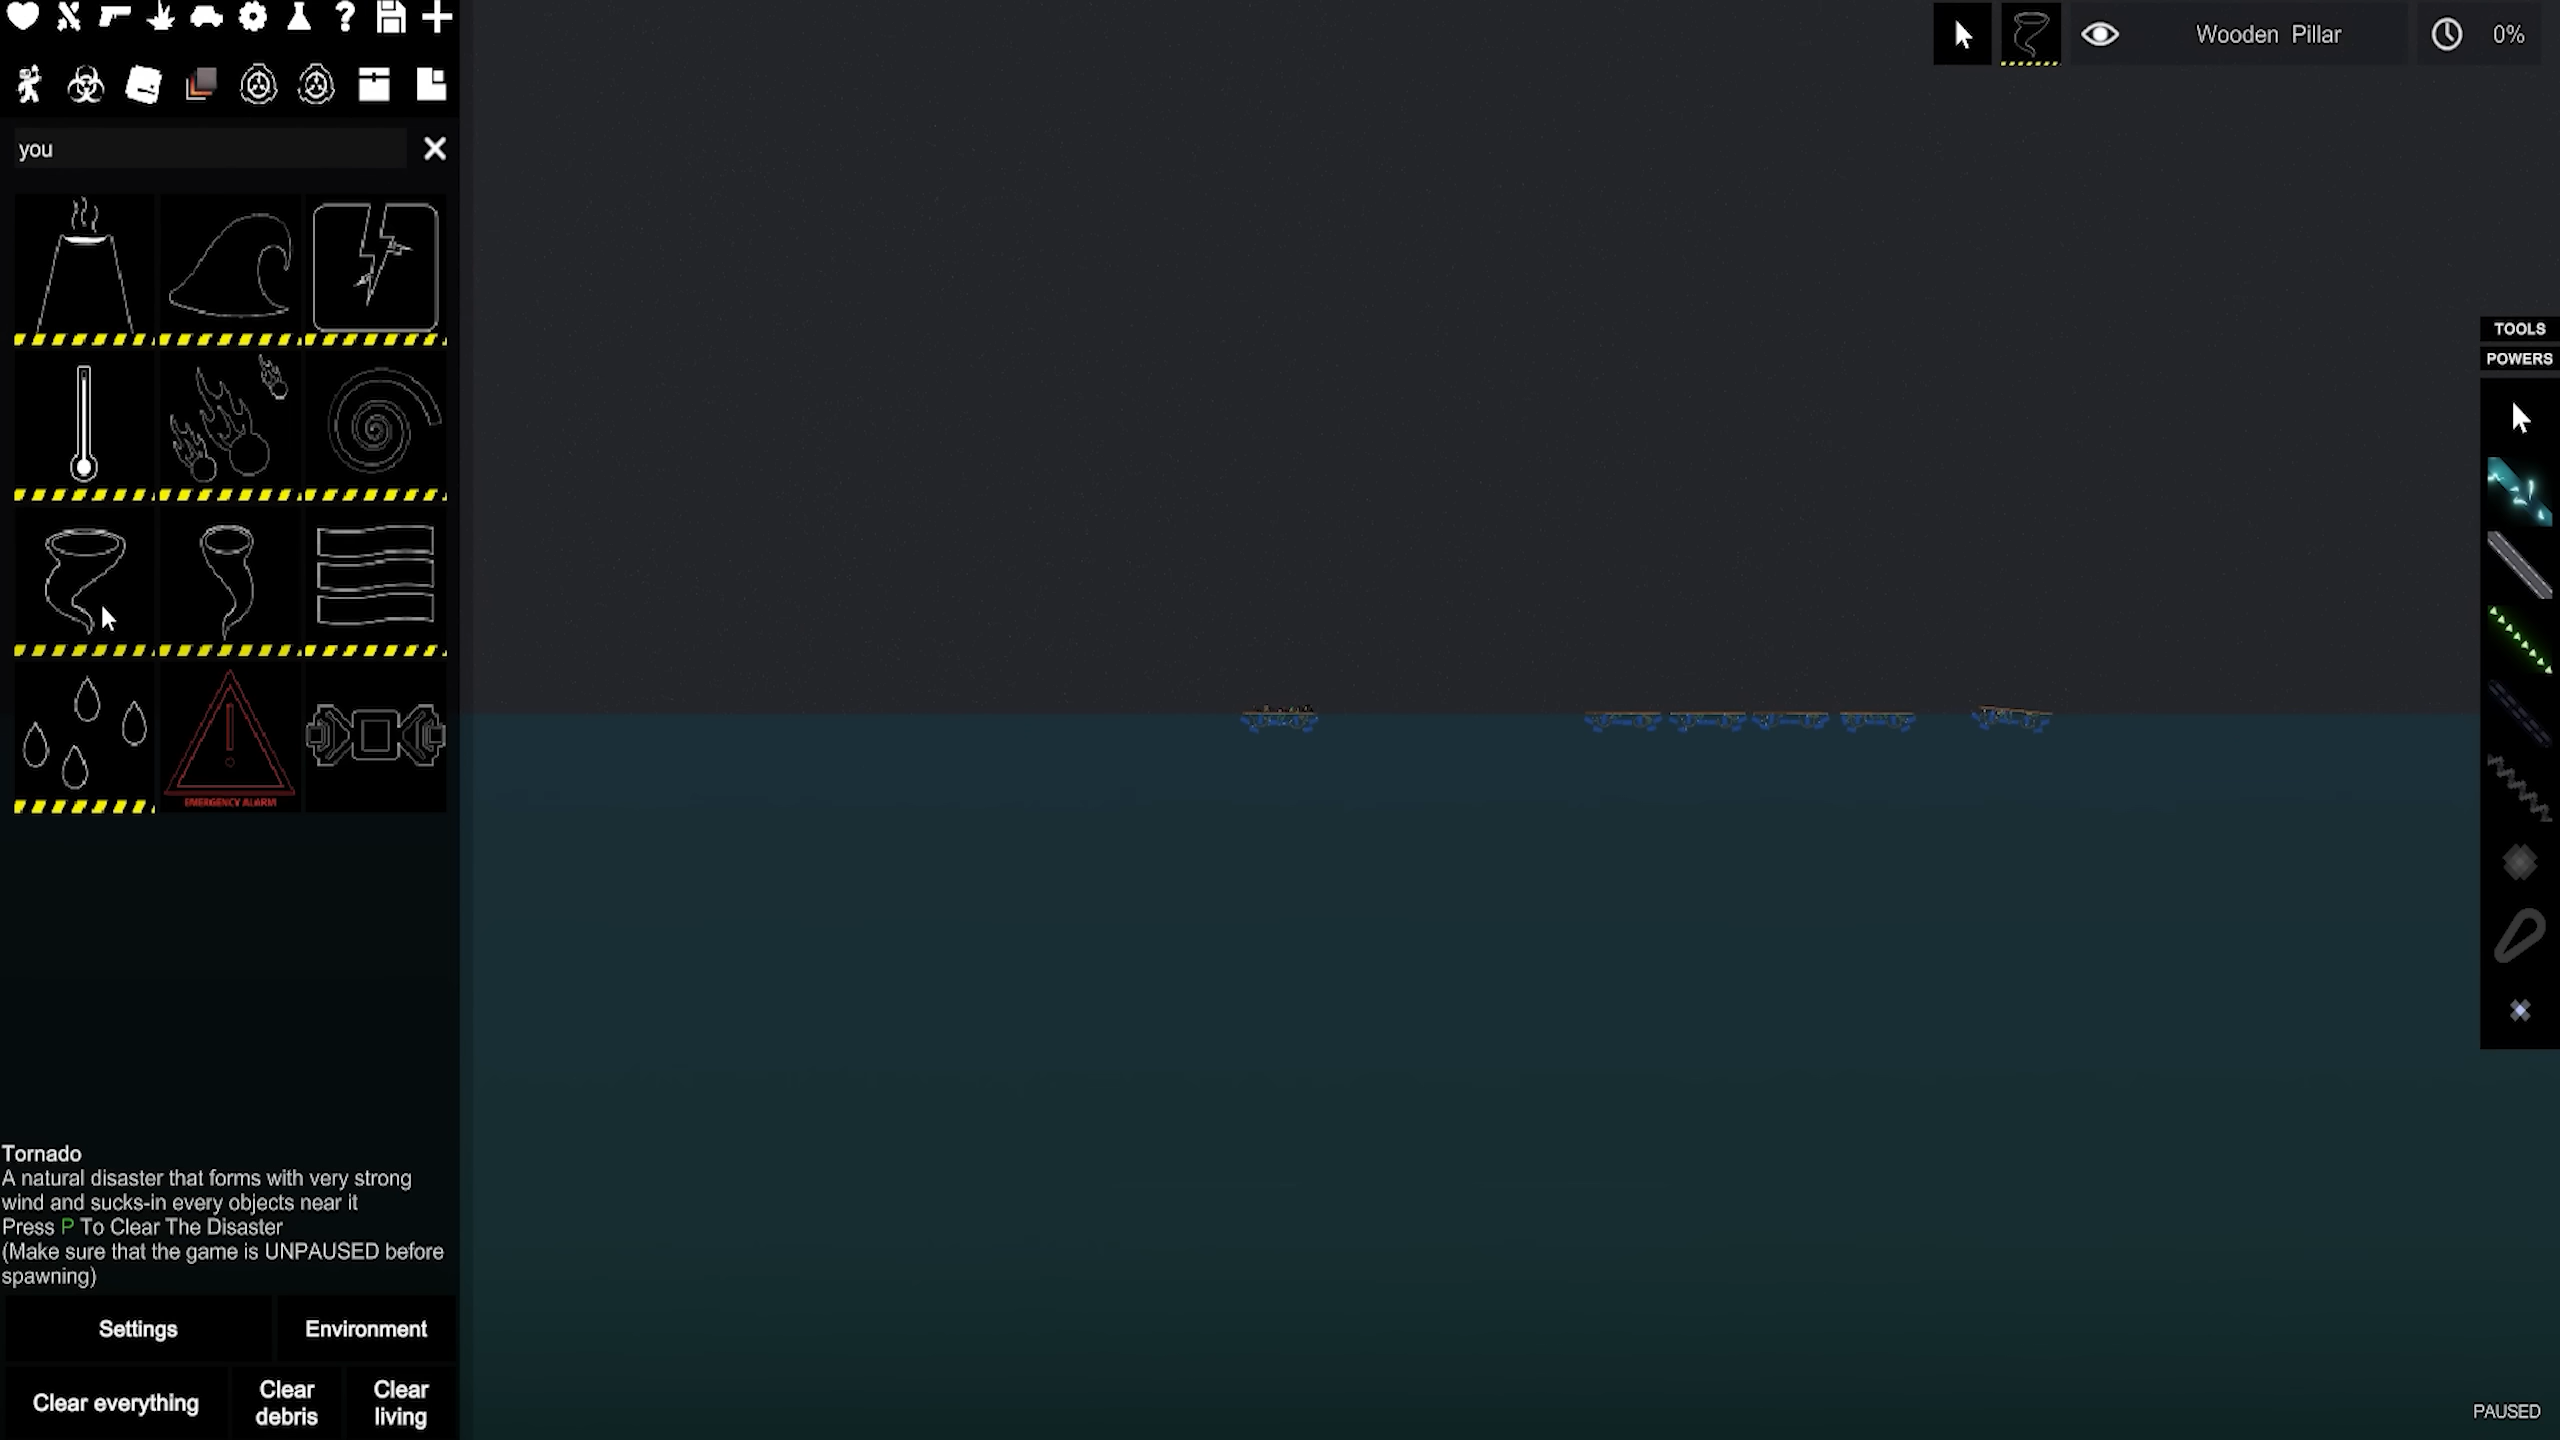 Wooden Pillar
0%
you
TOOLS
POWERS
EMERGENCY ALARM
Tornado
A natural disaster that forms with very strong
wind and sucks-in every objects near it
Press P To Clear The Disaster
(Make sure that the game is UNPAUSED before
spawning)
Settings
Environment
Clear everything
Clear
debris
Clear
living
PAUSED